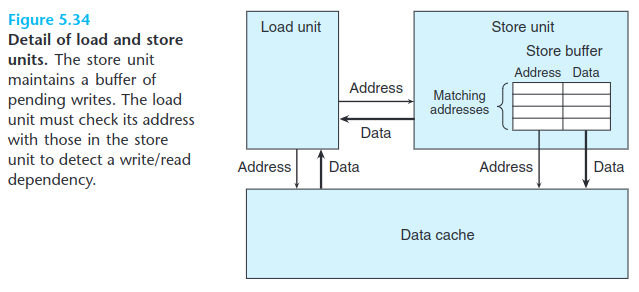 Figure 5.34
Detail of load and store
units. The store unit
maintains a buffer of
pending writes. The load
unit must check its address
with those in the store
unit to detect a write/read
dependency.
Load unit
Store unit
Store buffer
Address Data
Address
Matching
addresses
Data
Address
Data
Address
Data
Data cache